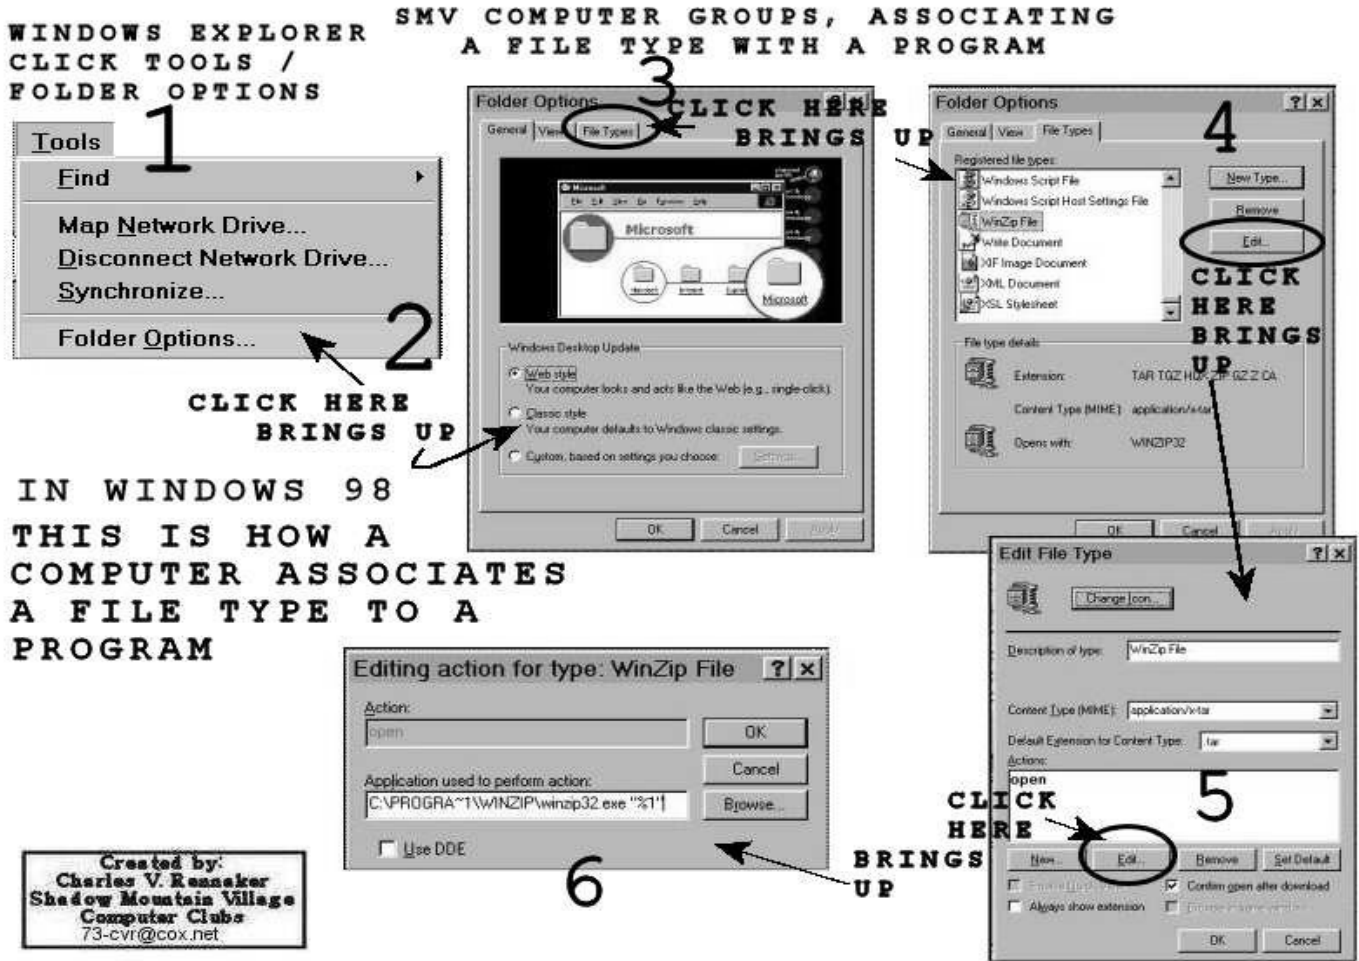 SMV COMPUTER GROUPS, ASSOCIATING
A FILE TYPE WITH A PROGRAM
WINDOWS EXPLORER
CLICK TOOLS /
FOLDER OPTIONS
1
Tools
Find
Map Network Drive...
Disconnect Network Drive...
Synchronize...
Folder Options...
2
CLICK HERE
BRINGS UP
IN WINDOWS 98
THIS IS HOW A
COMPUTER ASSOCIATES
A FILE TYPE TO A
PROGRAM
3
Folder Options
General View File Types
CLICK HERE
BRINGS UP
Microsoft
Microsoft
Microsoft
Windows Desktop Update
Web style
Your computer looks and acts like the Web (e.g., single-click).
Classic style
Your computer defaults to Windows classic settings.
Custom, based on settings you choose:
Settings...
OK Cancel Apply
4
Folder Options
General View File Types
Registered file types:
Windows Script File
Windows Script Host Settings File
WinZip File
Write Document
XIF Image Document
XML Document
XSL Stylesheet
New Type...
Remove
Edit...
CLICK
HERE
BRINGS
UP
File type details
Extension: TAR TGZ HQX ZIP GZ Z CA
Content Type (MIME): application/x-tar
Opens with: WINZIP32
OK Cancel Apply
Edit File Type
Change Icon...
Description of type: WinZip File
Content Type (MIME): application/x-tar
Default Extension for Content Type: .tar
Actions:
open
5
CLICK
HERE
BRINGS
UP
New... Edit... Remove Set Default
Confirm open after download
Always show extension
OK Cancel
Editing action for type: WinZip File
Action:
open
OK
Cancel
Application used to perform action:
C:\PROGRA~1\WINZIP\winzip32.exe "%1"
Browse...
Use DDE
6
Created by:
Charles V. Rennaker
Shadow Mountain Village
Computer Clubs
73-cvr@cox.net